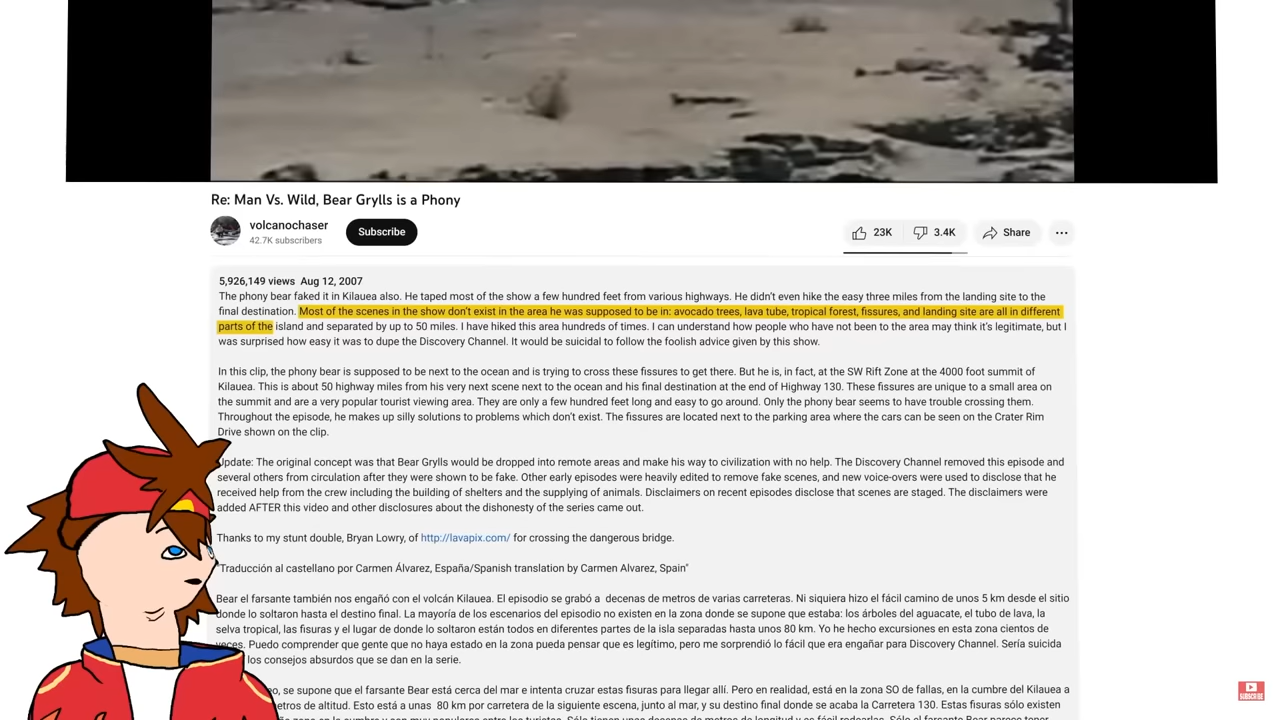 Re: Man Vs. Wild, Bear Grylls is a Phony
volcanochaser
42.7K subscribers
Subscribe
23K
3.4K
Share
5,926,149 views Aug 12, 2007
The phony bear faked it in Kilauea also. He taped most of the show a few hundred feet from various highways. He didn't even hike the easy three miles from the landing site to the
final destination. Most of the scenes in the show don't exist in the area he was supposed to be in: avocado trees, lava tube, tropical forest, fissures, and landing site are all in different
parts of the island and separated by up to 50 miles. I have hiked this area hundreds of times. I can understand how people who have not been to the area may think it's legitimate, but I
was surprised how easy it was to dupe the Discovery Channel. It would be suicidal to follow the foolish advice given by this show.
In this clip, the phony bear is supposed to be next to the ocean and is trying to cross these fissures to get there. But he is, in fact, at the SW Rift Zone at the 4000 foot summit of
Kilauea. This is about 50 highway miles from his very next scene next to the ocean and his final destination at the end of Highway 130. These fissures are unique to a small area on
the summit and are a very popular tourist viewing area. They are only a few hundred feet long and easy to go around. Only the phony bear seems to have trouble crossing them.
Throughout the episode, he makes up silly solutions to problems which don't exist. The fissures are located next to the parking area where the cars can be seen on the Crater Rim
Drive shown on the clip.
Update: The original concept was that Bear Grylls would be dropped into remote areas and make his way to civilization with no help. The Discovery Channel removed this episode and
several others from circulation after they were shown to be fake. Other early episodes were heavily edited to remove fake scenes, and new voice-overs were used to disclose that he
received help from the crew including the building of shelters and the supplying of animals. Disclaimers on recent episodes disclose that scenes are staged. The disclaimers were
added AFTER this video and other disclosures about the dishonesty of the series came out.
Thanks to my stunt double, Bryan Lowry, of http://lavapix.com/ for crossing the dangerous bridge.
"Traducción al castellano por Carmen Álvarez, España/Spanish translation by Carmen Alvarez, Spain"
Bear el farsante también nos engañó con el volcán Kilauea. El episodio se grabó a decenas de metros de varias carreteras. Ni siquiera hizo el fácil camino de unos 5 km desde el sitio
donde lo soltaron hasta el destino final. La mayoría de los escenarios del episodio no existen en la zona donde se supone que estaba: los árboles del aguacate, el tubo de lava, la
selva tropical, las fisuras y el lugar de donde lo soltaron están todos en diferentes partes de la isla separadas hasta unos 80 km. Yo he hecho excursiones en esta zona cientos de
veces. Puedo comprender que gente que no haya estado en la zona pueda pensar que es legítimo, pero me sorprendió lo fácil que era engañar para Discovery Channel. Sería suicida
los consejos absurdos que se dan en la serie.
se supone que el farsante Bear está cerca del mar e intenta cruzar estas fisuras para llegar allí. Pero en realidad, está en la zona SO de fallas, en la cumbre del Kilauea a
metros de altitud. Esto está a unas 80 km por carretera de la siguiente escena, junto al mar, y su destino final donde se acaba la Carretera 130. Estas fisuras sólo existen
SUBSCRIBE